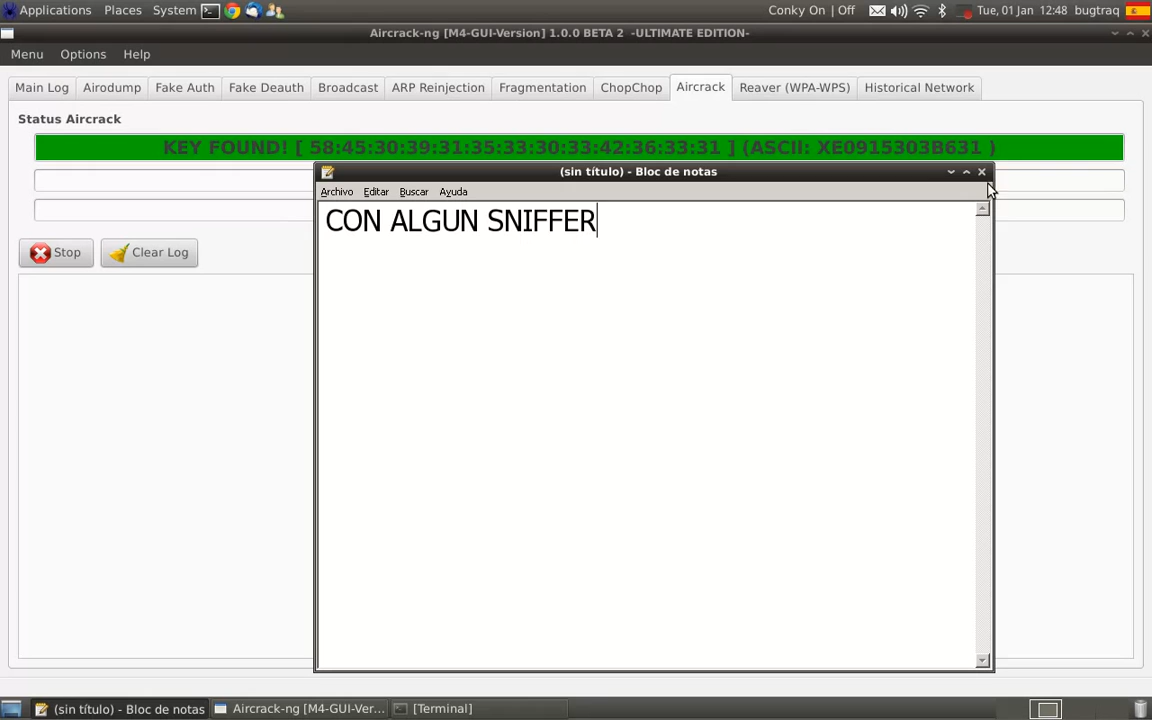 Applications Places System Conky On | Off Tue, 01 Jan 12:48 bugtraq
Aircrack-ng [M4-GUI-Version] 1.0.0 BETA 2 -ULTIMATE EDITION-
Menu Options Help
Main Log Airodump Fake Auth Fake Deauth Broadcast ARP Reinjection Fragmentation ChopChop Aircrack Reaver (WPA-WPS) Historical Network
Status Aircrack
KEY FOUND! [ 58:45:30:39:31:35:33:30:33:42:36:33:31 ] (ASCII: XE0915303B631 )
(sin título) - Bloc de notas
Archivo Editar Buscar Ayuda
CON ALGUN SNIFFER
Stop Clear Log
(sin título) - Bloc de notas Aircrack-ng [M4-GUI-Ver... [Terminal]